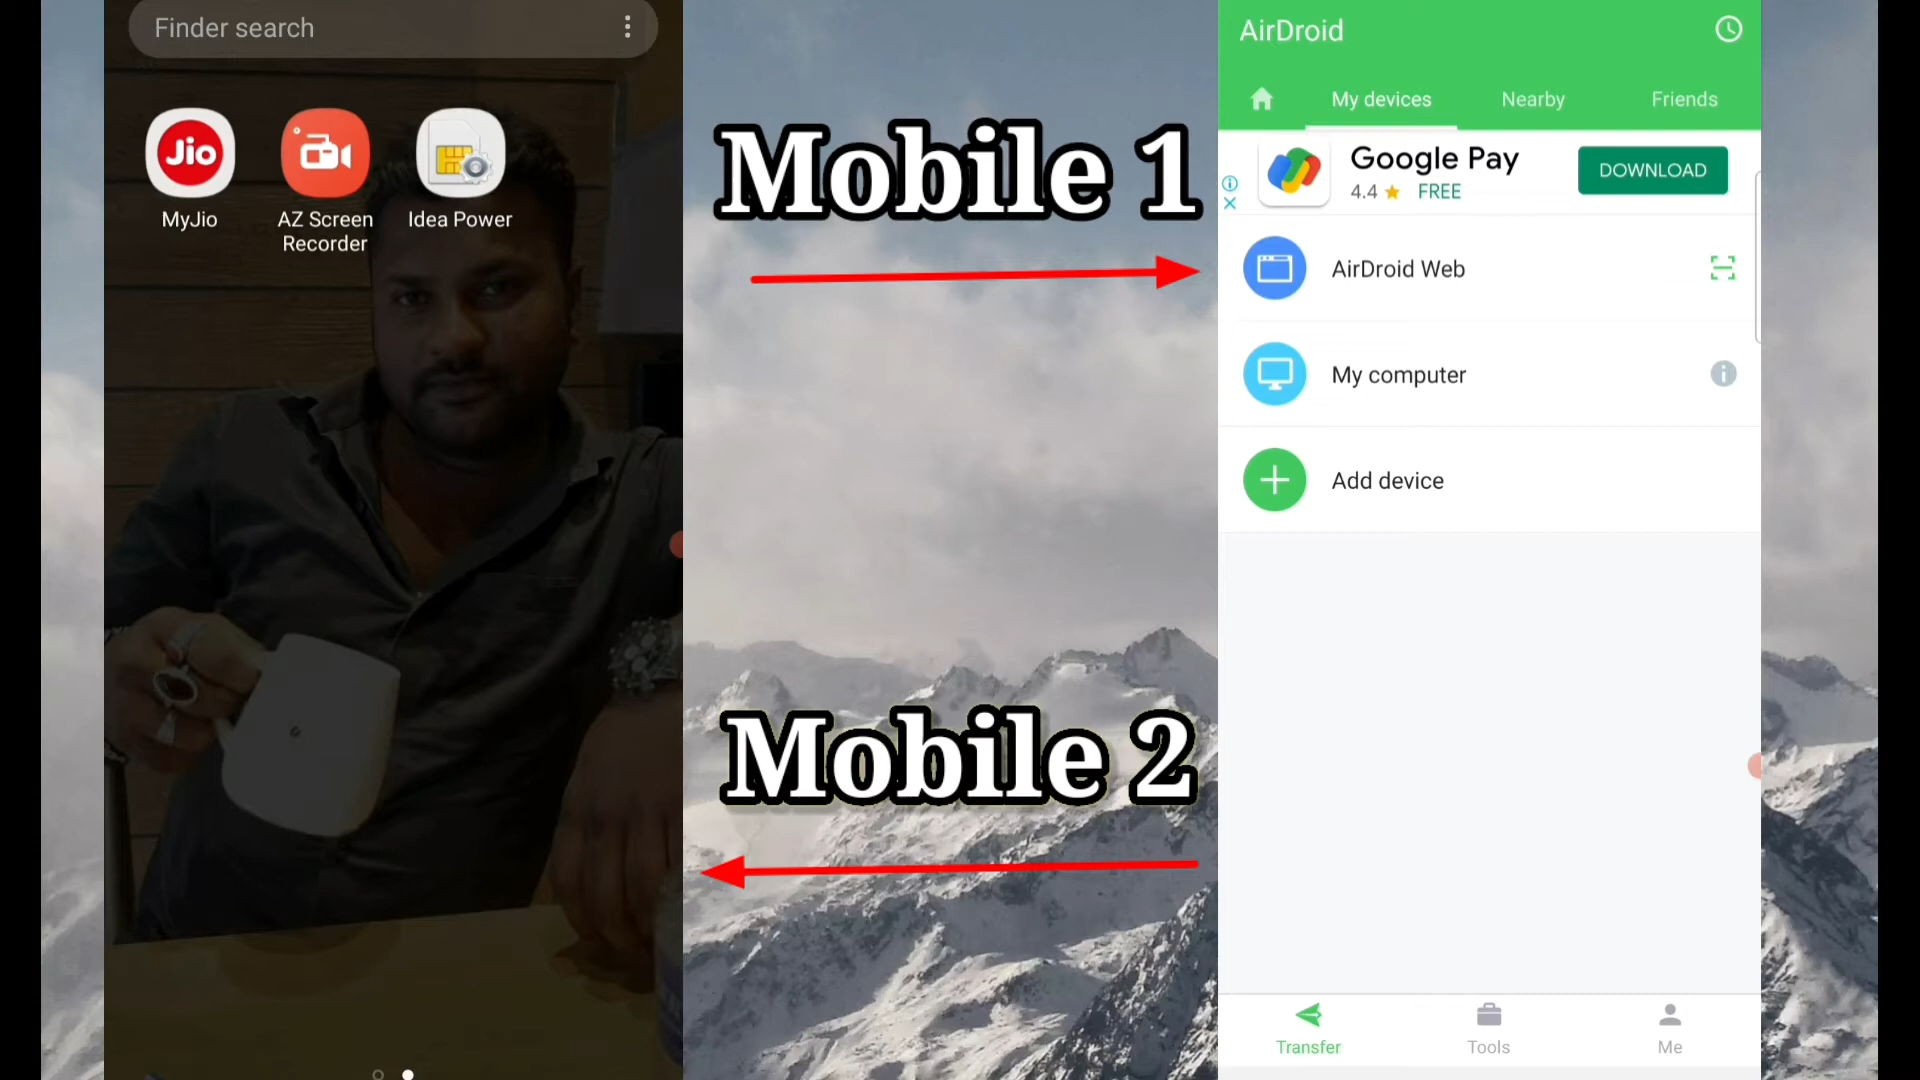 Finder search
Jio
MyJio
AZ Screen
Recorder
Idea Power
Mobile 1
Mobile 2
AirDroid
My devices
Nearby
Friends
Google Pay
4.4 ★ FREE
DOWNLOAD
AirDroid Web
My computer
Add device
Transfer
Tools
Me